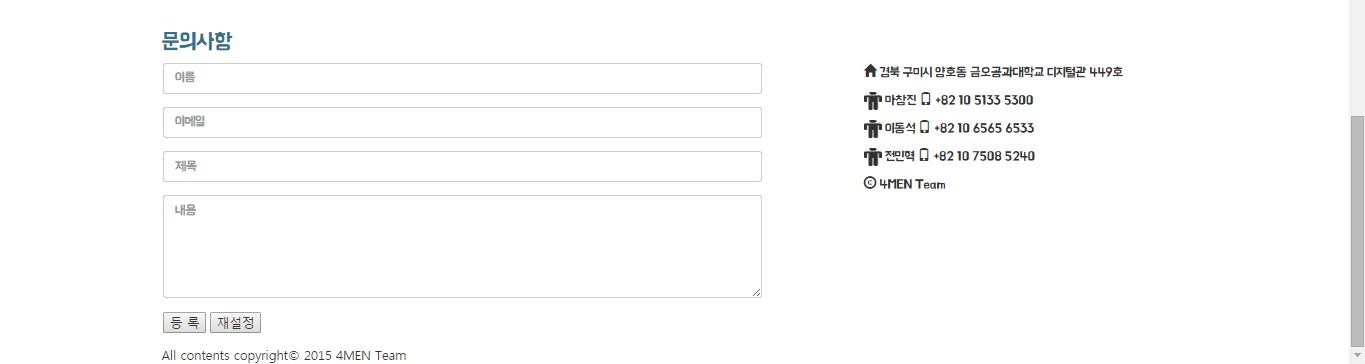 문의사항
이름
이메일
제목
내용
등 록 재설정
All contents copyright© 2015 4MEN Team
경북 구미시 양호동 금오공과대학교 디지털관 449호
마창진 +82 10 5133 5300
이동석 +82 10 6565 6533
전민혁 +82 10 7508 5240
© 4MEN Team